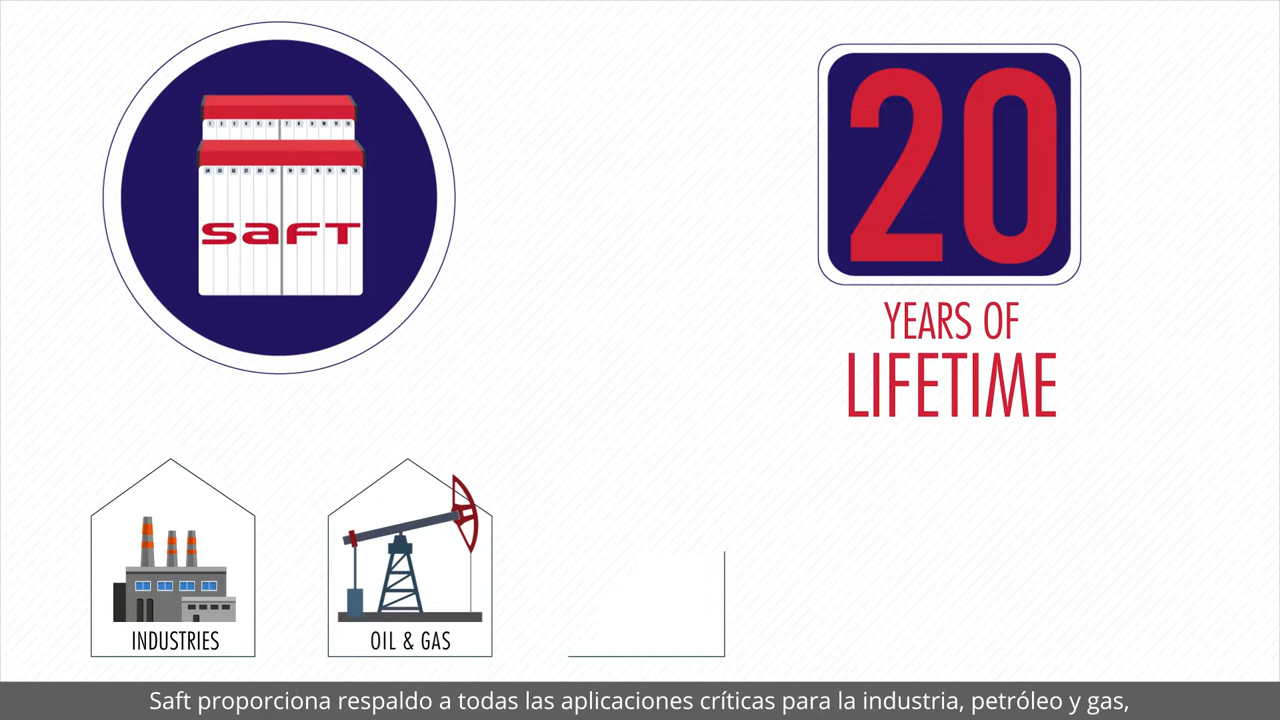 saft
20
YEARS OF
LIFETIME
INDUSTRIES
OIL & GAS
Saft proporciona respaldo a todas las aplicaciones críticas para la industria, petróleo y gas,